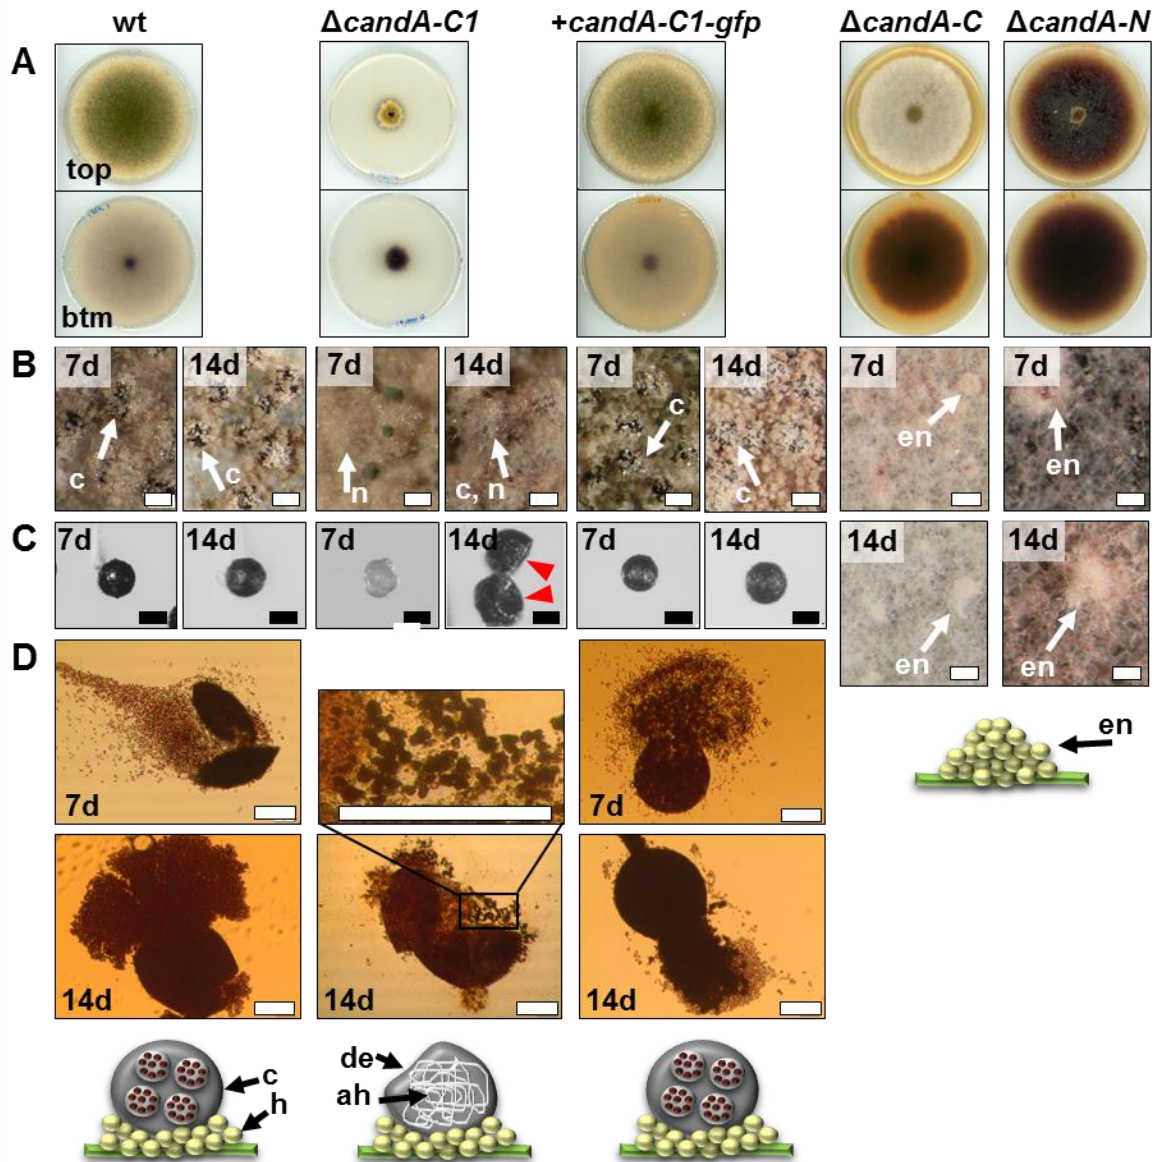 wt ΔcandA-C1 +candA-C1-gfp ΔcandA-C ΔcandA-N
A
top
btm
B
7d 14d 7d 14d 7d 14d 7d 7d
c c n c, n c c en en
C
7d 14d 7d 14d 7d 14d 14d 14d
en en
D
7d 7d
en
14d 14d 14d
c
h
de
ah